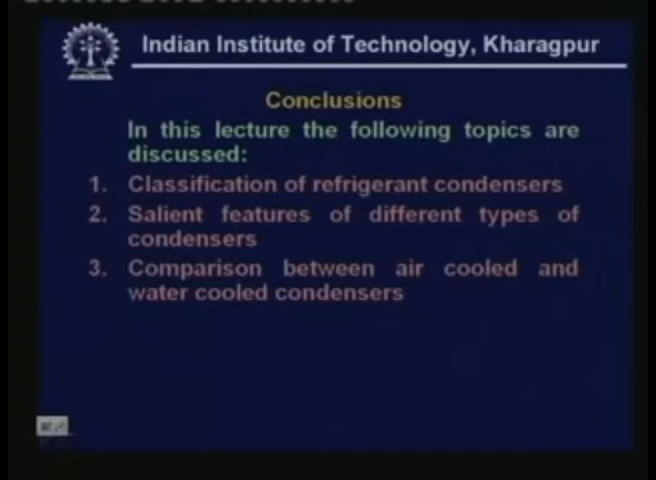 Indian Institute of Technology, Kharagpur
Conclusions
In this lecture the following topics are
discussed:
1. Classification of refrigerant condensers
2. Salient features of different types of
condensers
3. Comparison between air cooled and
water cooled condensers